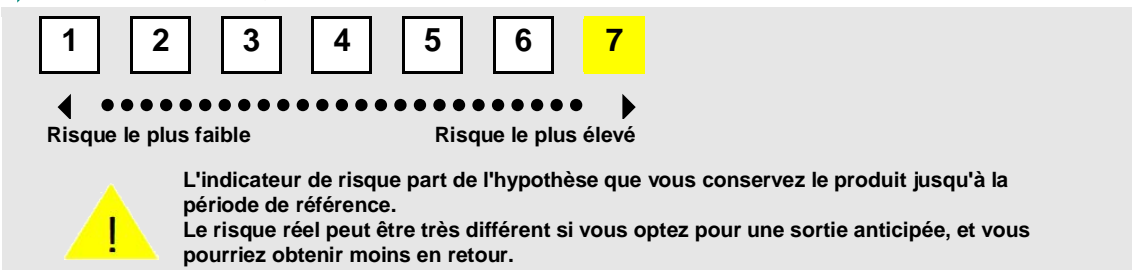 1 2 3 4 5 6 7
Risque le plus faible Risque le plus élevé
L'indicateur de risque part de l'hypothèse que vous conservez le produit jusqu'à la
période de référence.
! Le risque réel peut être très différent si vous optez pour une sortie anticipée, et vous
pourriez obtenir moins en retour.